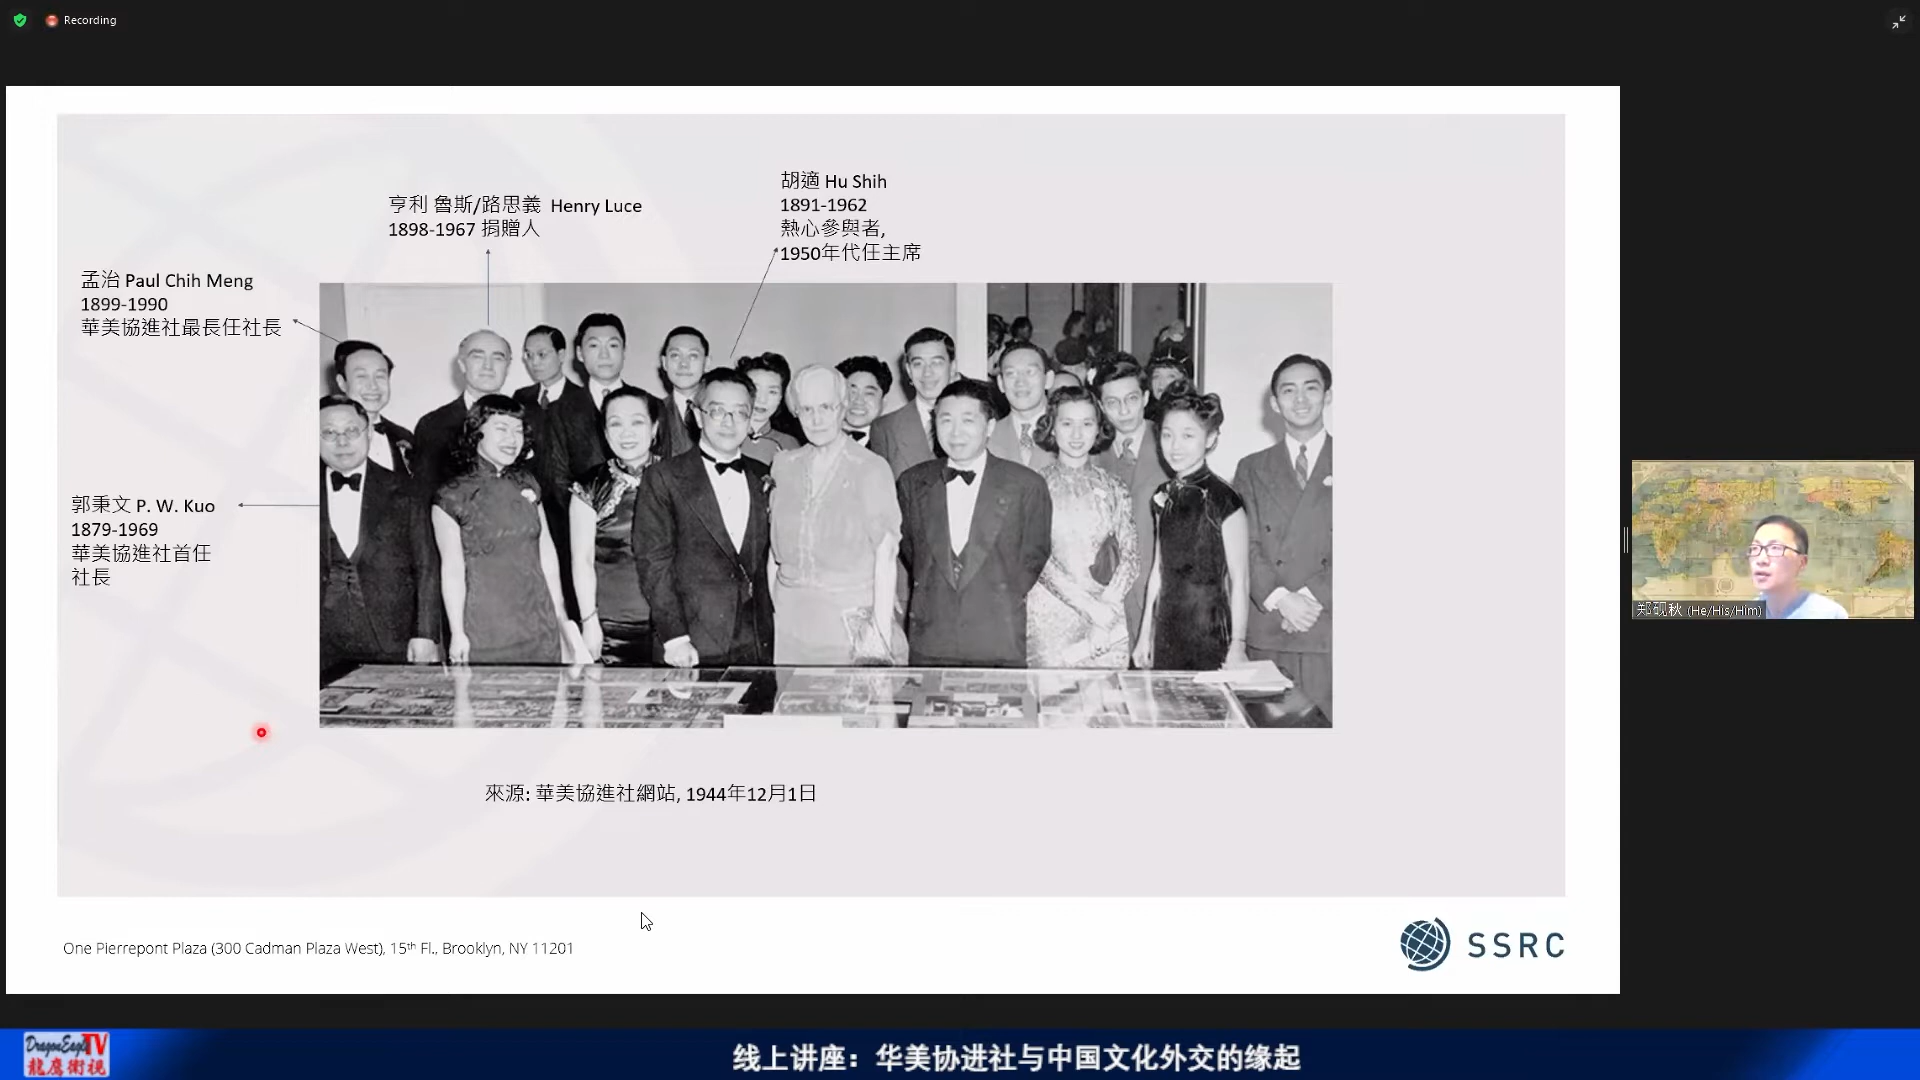 Recording
胡適 Hu Shih
1891-1962
熱心參與者,
1950年代任主席
亨利 魯斯/路思義 Henry Luce
1898-1967 捐贈人
孟治 Paul Chih Meng
1899-1990
華美協進社最長任社長
郭秉文 P. W. Kuo
1879-1969
華美協進社首任
社長
來源: 華美協進社網站, 1944年12月1日
郑砚秋 (He/His/Him)
One Pierrepont Plaza (300 Cadman Plaza West), 15th Fl., Brooklyn, NY 11201
SSRC
DragonEagleTV
龍鷹衛視
线上讲座：华美协进社与中国文化外交的缘起